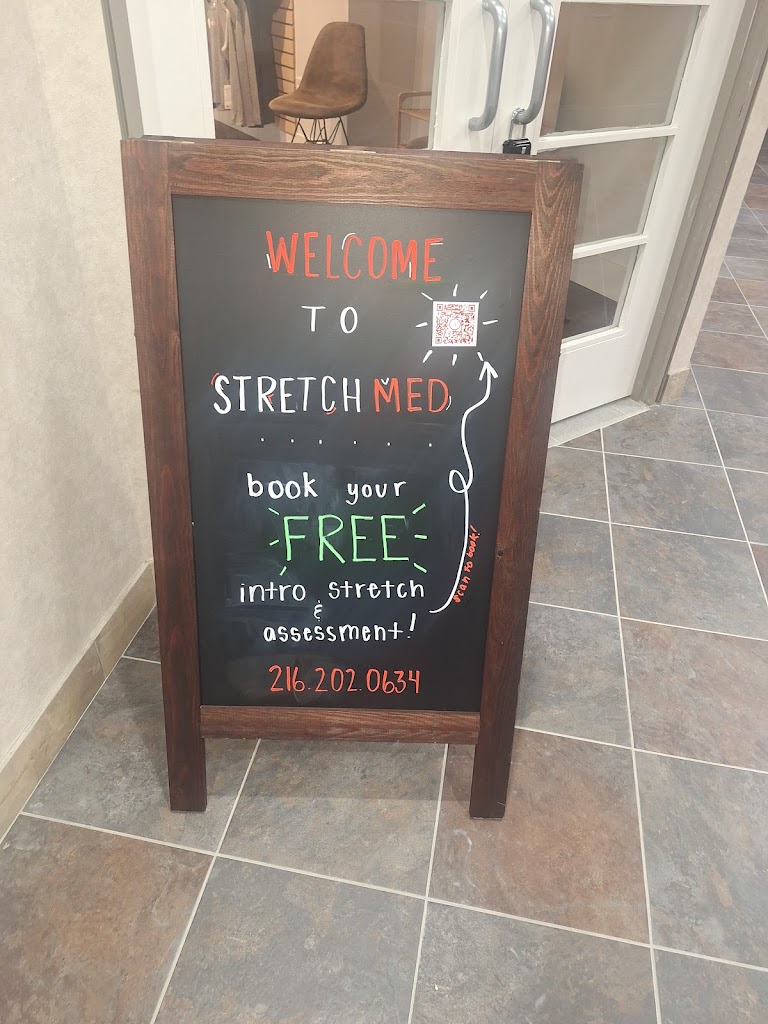 WELCOME
TO
STRETCHMED
book your
FREE
intro stretch
&
assessment!
scan to book!
216.202.0634